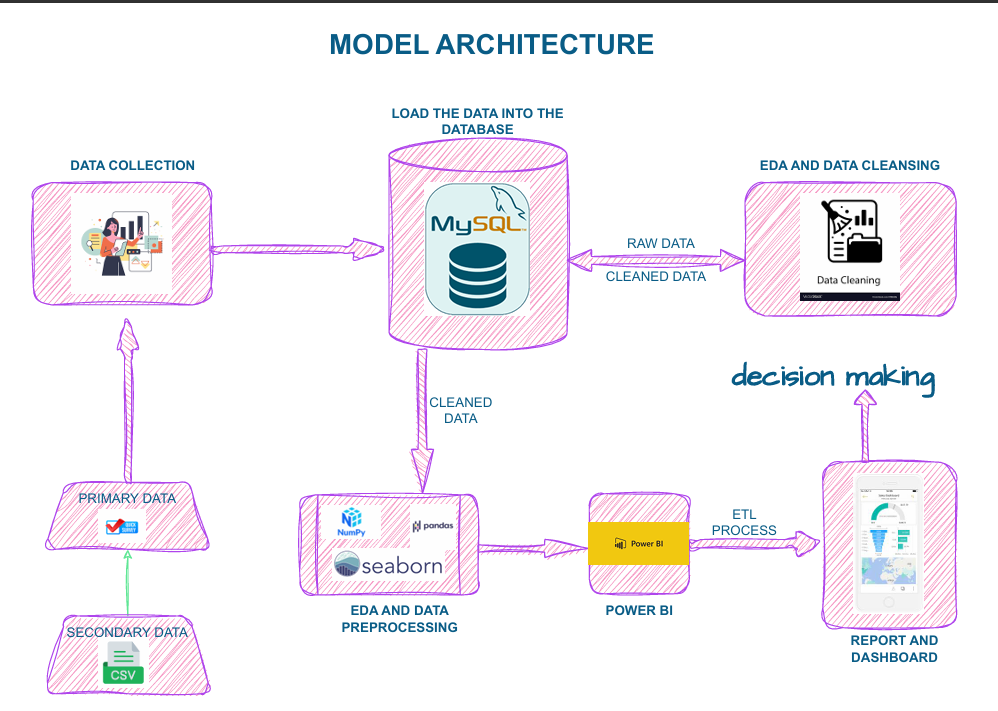 MODEL ARCHITECTURE
LOAD THE DATA INTO THE
DATABASE
DATA COLLECTION
EDA AND DATA CLEANSING
MySQL
RAW DATA
CLEANED DATA
Data Cleaning
decision making
CLEANED
DATA
PRIMARY DATA
NumPy
pandas
seaborn
Power BI
ETL
PROCESS
EDA AND DATA
PREPROCESSING
POWER BI
SECONDARY DATA
CSV
REPORT AND
DASHBOARD